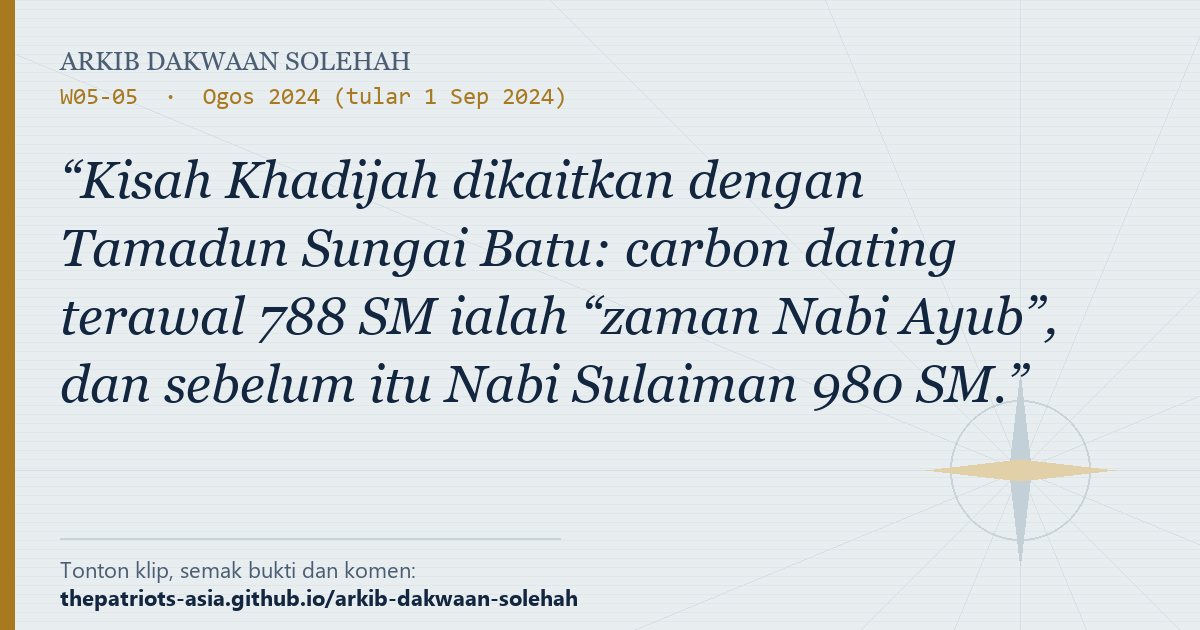 ARKIB DAKWAAN SOLEHAH
W05-05 · Ogos 2024 (tular 1 Sep 2024)
“Kisah Khadijah dikaitkan dengan
Tamadun Sungai Batu: carbon dating
terawal 788 SM ialah “zaman Nabi Ayub”,
dan sebelum itu Nabi Sulaiman 980 SM.”
Tonton klip, semak bukti dan komen:
thepatriots-asia.github.io/arkib-dakwaan-solehah